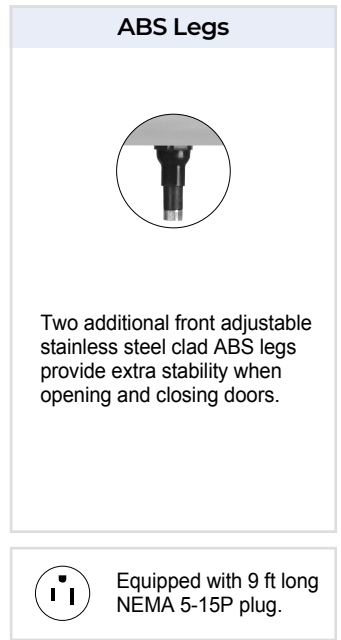 ABS Legs
Two additional front adjustable
stainless steel clad ABS legs
provide extra stability when
opening and closing doors.
Equipped with 9 ft long
NEMA 5-15P plug.